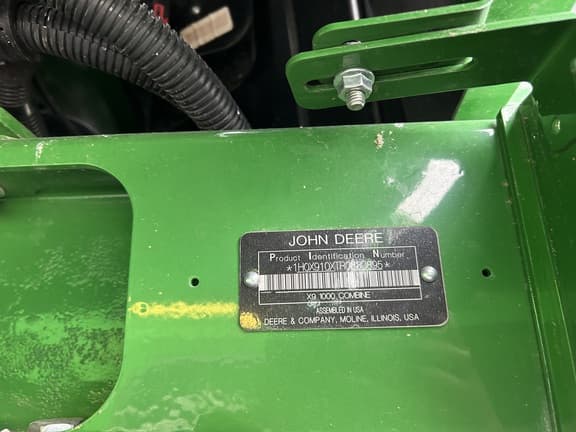 JOHN DEERE
Product Identification Number
X9 1000 COMBINE
ASSEMBLED IN USA
DEERE & COMPANY, MOLINE, ILLINOIS, USA